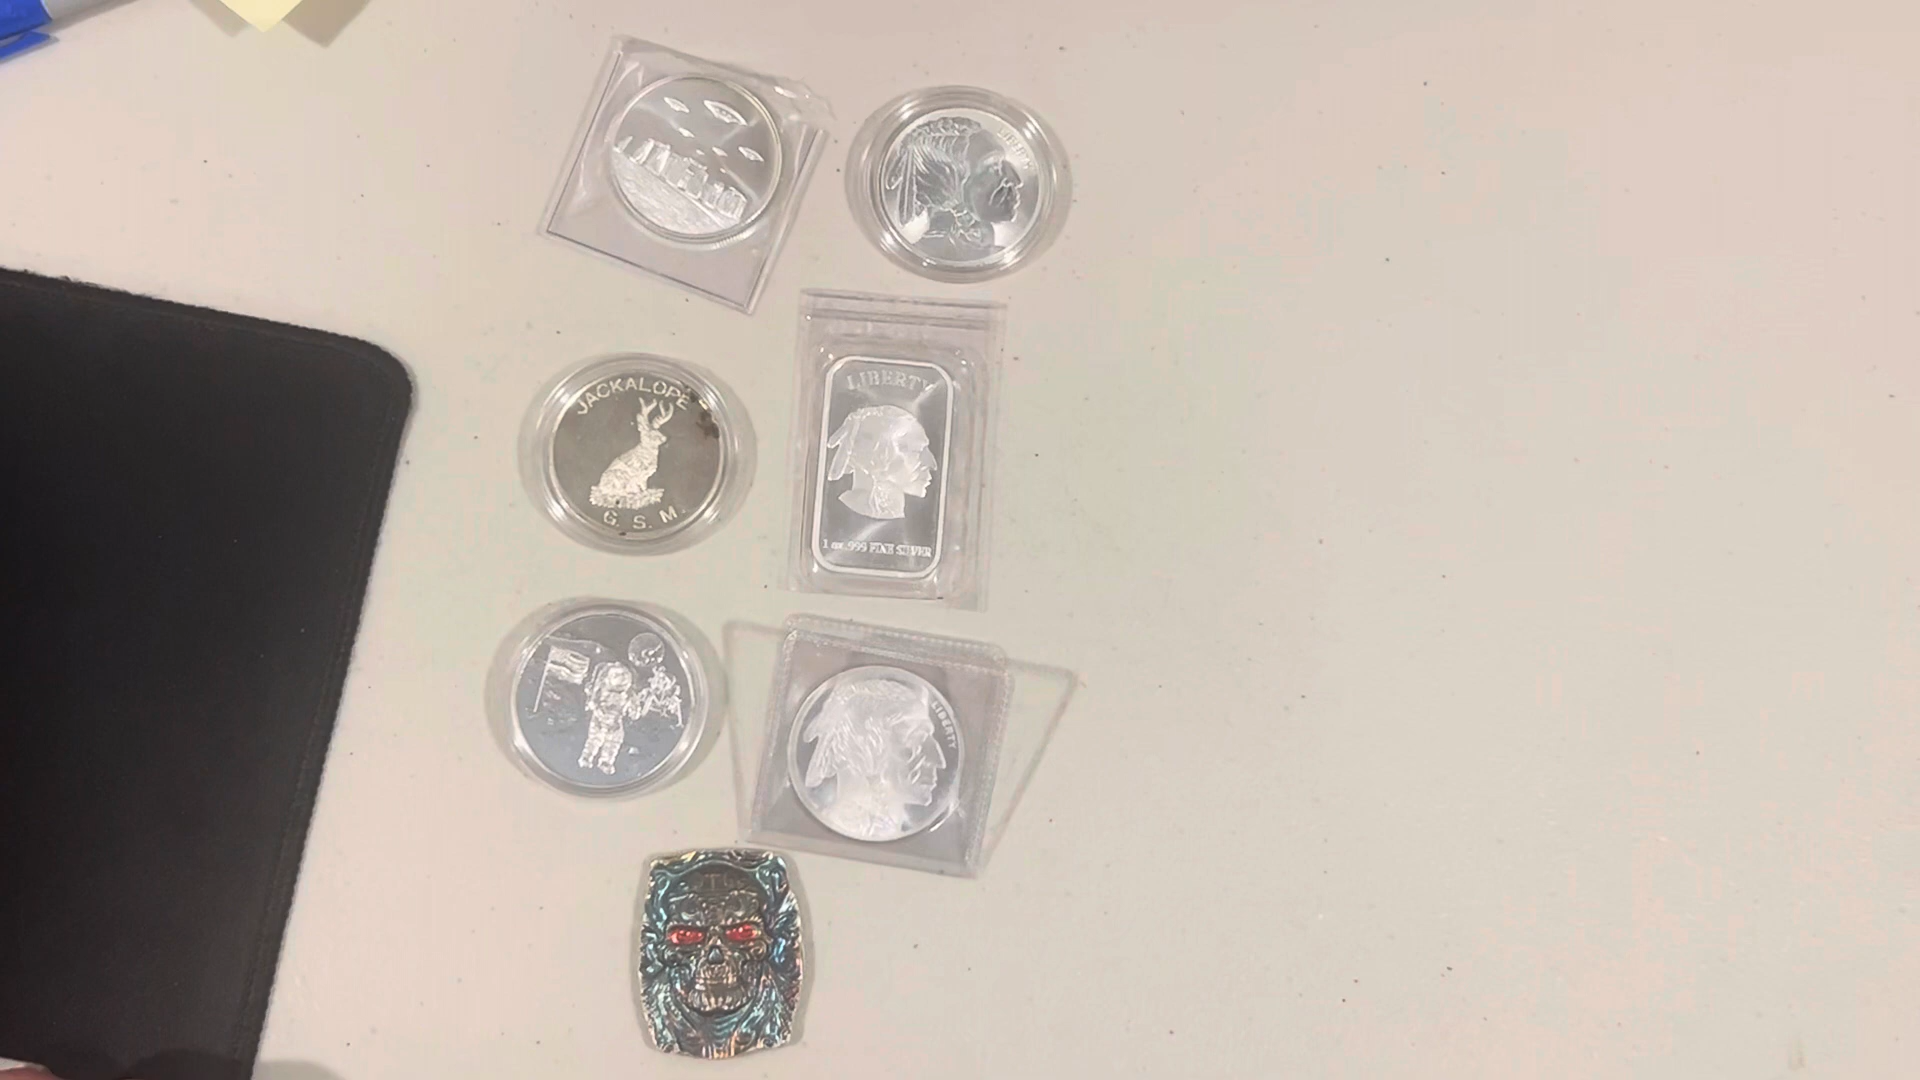 LIBERTY
JACKALOPE
G. S. M.
LIBERTY
1 oz .999 FINE SILVER
LIBERTY